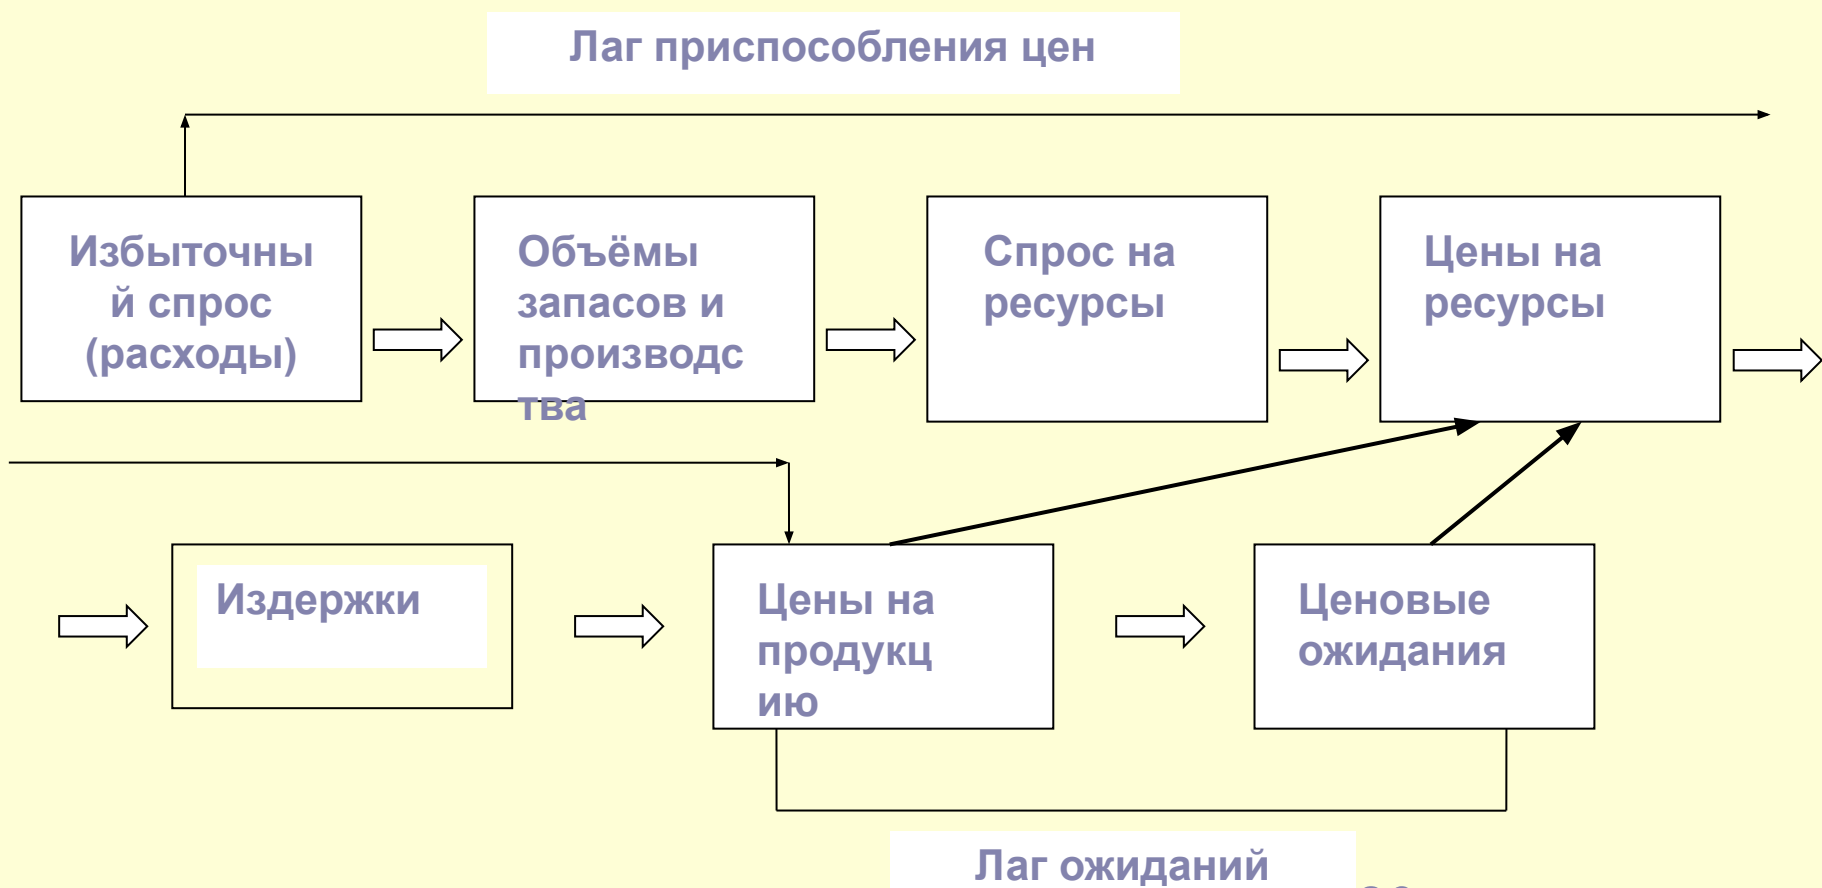 Лаг приспособления цен
Избыточны
й спрос
(расходы)
Объёмы
запасов и
производс
тва
Спрос на
ресурсы
Цены на
ресурсы
Издержки
Цены на
продукц
ию
Ценовые
ожидания
Лаг ожиданий